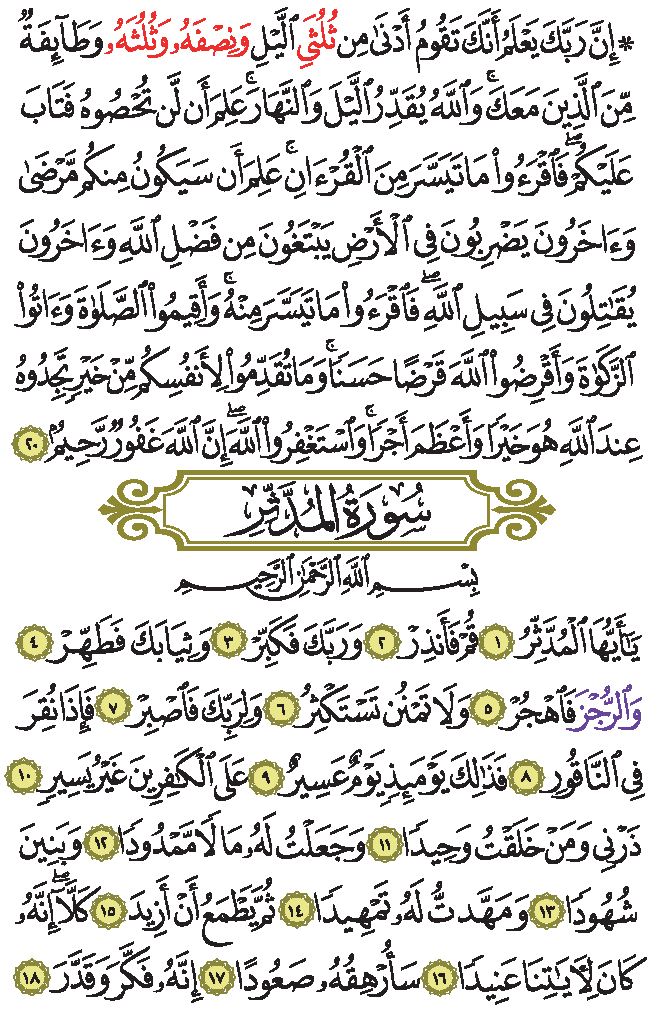 * إِنَّ رَبَّكَ يَعْلَمُ أَنَّكَ تَقُومُ أَدْنَىٰ مِن ثُلُثَيِ ٱلَّيْلِ وَنِصْفَهُۥ وَثُلُثَهُۥ وَطَآئِفَةٌ
مِّنَ ٱلَّذِينَ مَعَكَۚ وَٱللَّهُ يُقَدِّرُ ٱلَّيْلَ وَٱلنَّهَارَۚ عَلِمَ أَن لَّن تُحْصُوهُ فَتَابَ
عَلَيْكُمْۖ فَٱقْرَءُوا۟ مَا تَيَسَّرَ مِنَ ٱلْقُرْءَانِۚ عَلِمَ أَن سَيَكُونُ مِنكُم مَّرْضَىٰ
وَءَاخَرُونَ يَضْرِبُونَ فِى ٱلْأَرْضِ يَبْتَغُونَ مِن فَضْلِ ٱللَّهِ وَءَاخَرُونَ
يُقَـٰتِلُونَ فِى سَبِيلِ ٱللَّهِۖ فَٱقْرَءُوا۟ مَا تَيَسَّرَ مِنْهُۚ وَأَقِيمُوا۟ ٱلصَّلَوٰةَ وَءَاتُوا۟
ٱلزَّكَوٰةَ وَأَقْرِضُوا۟ ٱللَّهَ قَرْضًا حَسَنًاۚ وَمَا تُقَدِّمُوا۟ لِأَنفُسِكُم مِّنْ خَيْرٍ تَجِدُوهُ
عِندَ ٱللَّهِ هُوَ خَيْرًا وَأَعْظَمَ أَجْرًاۚ وَٱسْتَغْفِرُوا۟ ٱللَّهَۖ إِنَّ ٱللَّهَ غَفُورٌ رَّحِيمٌۢ ٢٠
سُورَةُ المُدَّثِّرِ
بِسْمِ ٱللَّهِ ٱلرَّحْمَـٰنِ ٱلرَّحِيمِ
يَـٰٓأَيُّهَا ٱلْمُدَّثِّرُ ١ قُمْ فَأَنذِرْ ٢ وَرَبَّكَ فَكَبِّرْ ٣ وَثِيَابَكَ فَطَهِّرْ ٤
وَٱلرُّجْزَ فَٱهْجُرْ ٥ وَلَا تَمْنُن تَسْتَكْثِرُ ٦ وَلِرَبِّكَ فَٱصْبِرْ ٧ فَإِذَا نُقِرَ
فِى ٱلنَّاقُورِ ٨ فَذَٰلِكَ يَوْمَئِذٍ يَوْمٌ عَسِيرٌ ٩ عَلَى ٱلْكَـٰفِرِينَ غَيْرُ يَسِيرٍ ١٠
ذَرْنِى وَمَنْ خَلَقْتُ وَحِيدًا ١١ وَجَعَلْتُ لَهُۥ مَالًا مَّمْدُودًا ١٢ وَبَنِينَ
شُهُودًا ١٣ وَمَهَّدتُّ لَهُۥ تَمْهِيدًا ١٤ ثُمَّ يَطْمَعُ أَنْ أَزِيدَ ١٥ كَلَّآۖ إِنَّهُۥ
كَانَ لِـَٔايَـٰتِنَا عَنِيدًا ١٦ سَأُرْهِقُهُۥ صَعُودًا ١٧ إِنَّهُۥ فَكَّرَ وَقَدَّرَ ١٨